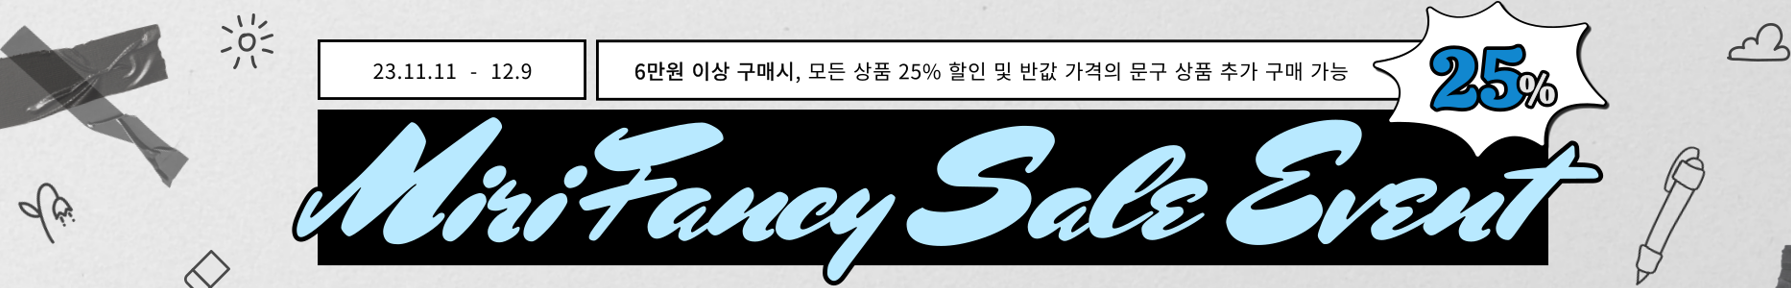 23.11.11 - 12.9
6만원 이상 구매시, 모든 상품 25% 할인 및 반값 가격의 문구 상품 추가 구매 가능
25%
Miri Fancy Sale Event